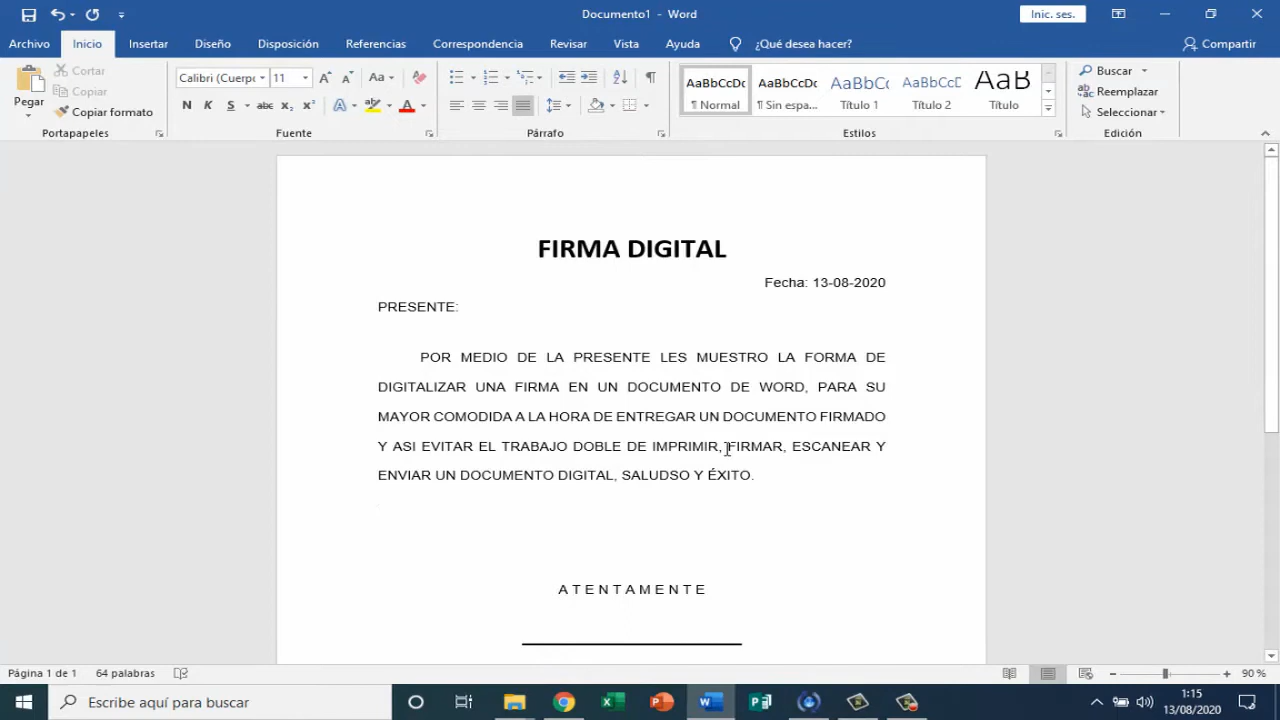 Documento1 - Word
Inic. ses.
Archivo Inicio Insertar Diseño Disposición Referencias Correspondencia Revisar Vista Ayuda ¿Qué desea hacer? Compartir
Pegar
Cortar
Copiar
Copiar formato
Portapapeles
Calibri (Cuerpo 11
Aa
N K S abc x₂ x² A A
Fuente
Párrafo
AaBbCcDc AaBbCcDc AaBbCc AaBbCcD AaB
¶ Normal ¶ Sin espa... Título 1 Título 2 Título
Estilos
Buscar
Reemplazar
Seleccionar
Edición
FIRMA DIGITAL
Fecha: 13-08-2020
PRESENTE:
POR MEDIO DE LA PRESENTE LES MUESTRO LA FORMA DE
DIGITALIZAR UNA FIRMA EN UN DOCUMENTO DE WORD, PARA SU
MAYOR COMODIDA A LA HORA DE ENTREGAR UN DOCUMENTO FIRMADO
Y ASI EVITAR EL TRABAJO DOBLE DE IMPRIMIR, FIRMAR, ESCANEAR Y
ENVIAR UN DOCUMENTO DIGITAL, SALUDSO Y ÉXITO.
A T E N T A M E N T E
Página 1 de 1 64 palabras 90 %
Escribe aquí para buscar
1:15
13/08/2020